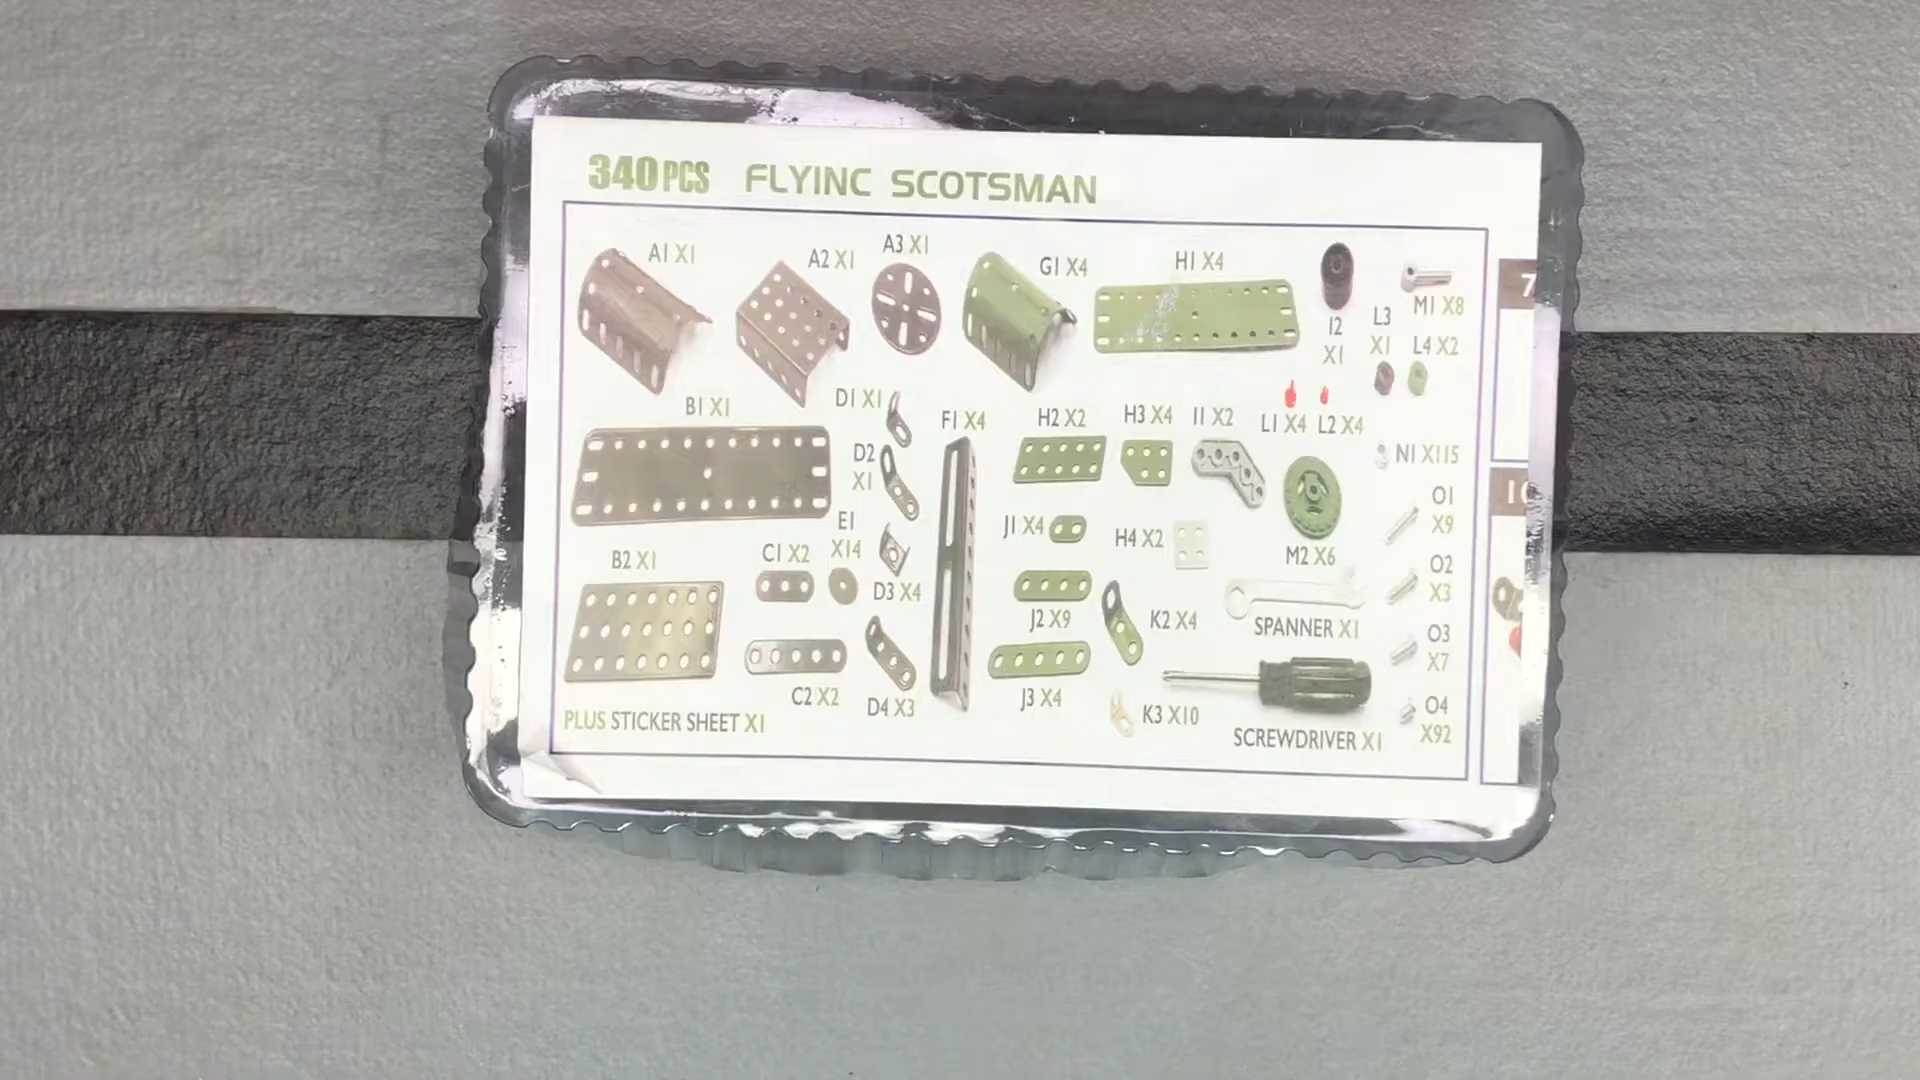 340PCS FLYINC SCOTSMAN
A1 X1
A2 X1
A3 X1
G1 X4
H1 X4
I2
X1
L3
X1
M1 X8
L4 X2
7
B1 X1
D1 X1
D2
X1
F1 X4
H2 X2
H3 X4
I1 X2
L1 X4
L2 X4
N1 X115
O1
X9
E1
X14
J1 X4
H4 X2
M2 X6
B2 X1
C1 X2
D3 X4
O2
X3
J2 X9
K2 X4
SPANNER X1
O3
X7
C2 X2
D4 X3
J3 X4
K3 X10
SCREWDRIVER X1
O4
X92
PLUS STICKER SHEET X1